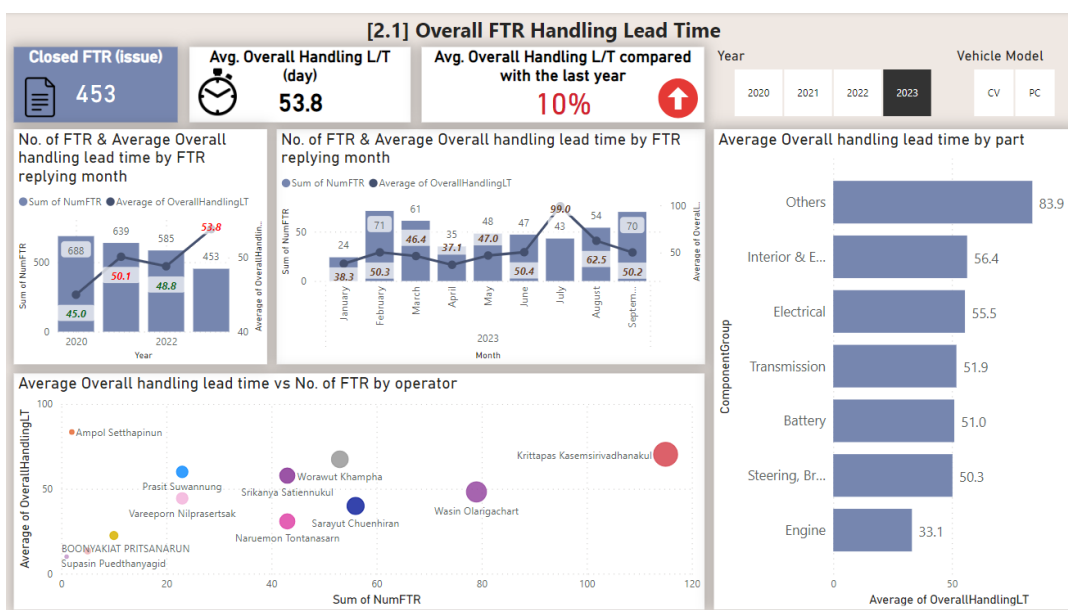 [2.1] Overall FTR Handling Lead Time
Closed FTR (issue)
453
Avg. Overall Handling L/T
(day)
53.8
Avg. Overall Handling L/T compared
with the last year
10%
Year
2020 2021 2022 2023
Vehicle Model
CV PC
No. of FTR & Average Overall
handling lead time by FTR
replying month
Sum of NumFTR Average of OverallHandlingLT
Sum of NumFTR
500
0
688 639 585 453
45.0 50.1 48.8 53.8
50
40
Average of OverallHandlin...
2020 2022
Year
No. of FTR & Average Overall handling lead time by FTR
replying month
Sum of NumFTR Average of OverallHandlingLT
Sum of NumFTR
50
0
24 71 61 35 48 47 43 54 70
38.3 50.3 46.4 37.1 47.0 50.4 99.0 62.5 50.2
100
50
Average of Overall...
January February March April May June July August Septem...
2023
Month
Average Overall handling lead time by part
ComponentGroup
Others 83.9
Interior & E... 56.4
Electrical 55.5
Transmission 51.9
Battery 51.0
Steering, Br... 50.3
Engine 33.1
0 50
Average of OverallHandlingLT
Average Overall handling lead time vs No. of FTR by operator
Average of OverallHandlingLT
100
50
0
Ampol Setthapinun
Krittapas Kasemsirivadhanakul
Worawut Khampha
Prasit Suwannung
Srikanya Satiennukul
Vareeporn Nilprasertsak
Wasin Olarigachart
Sarayut Chuenhiran
Naruemon Tontanasarn
BOONYAKIAT PRITSANARUN
Supasin Puedthanyagid
0 20 40 60 80 100 120
Sum of NumFTR